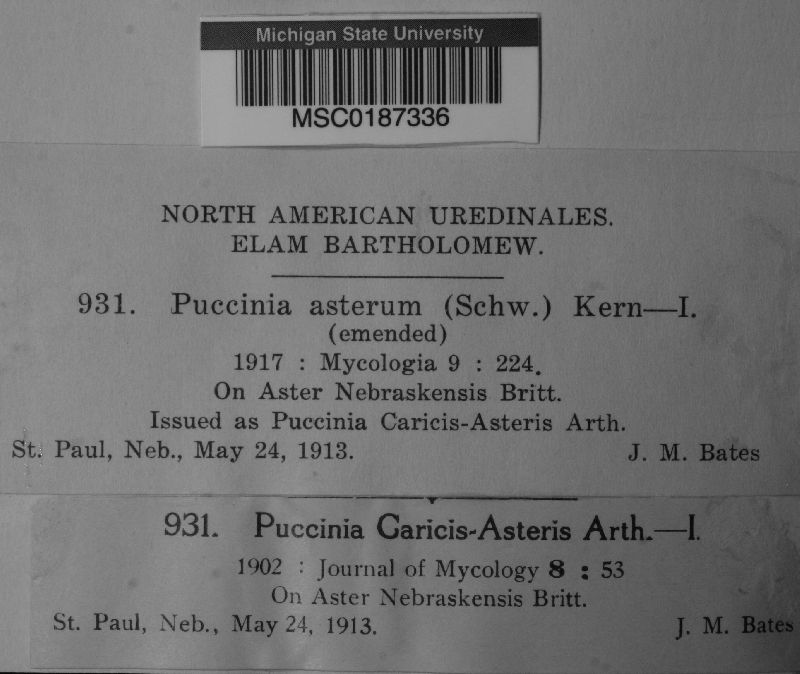 Michigan State University
MSC0187336
NORTH AMERICAN UREDINALES.
ELAM BARTHOLOMEW.
931. Puccinia asterum (Schw.) Kern—I.
(emended)
1917 : Mycologia 9 : 224.
On Aster Nebraskensis Britt.
Issued as Puccinia Caricis-Asteris Arth.
St. Paul, Neb., May 24, 1913. J. M. Bates
931. Puccinia Caricis-Asteris Arth.—I.
1902 : Journal of Mycology 8 : 53
On Aster Nebraskensis Britt.
St. Paul, Neb., May 24, 1913. J. M. Bates